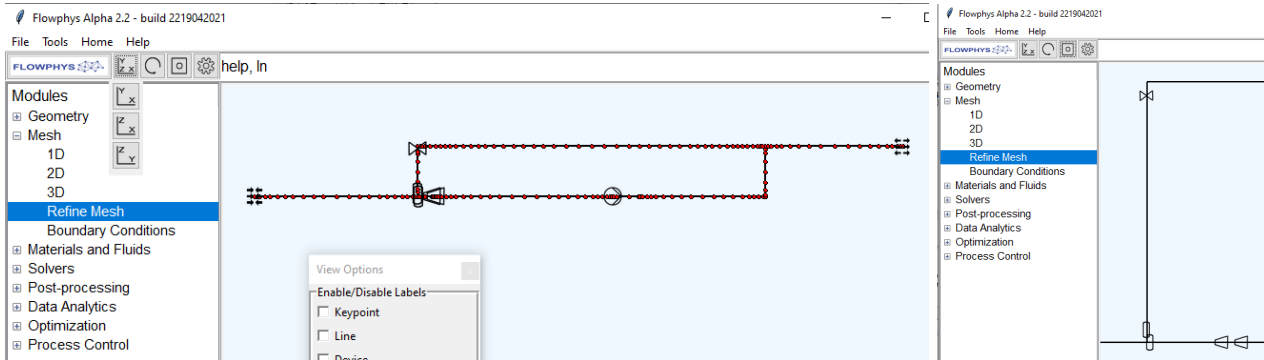 Flowphys Alpha 2.2 - build 2219042021
File Tools Home Help
FLOWPHYS Y Z X help, ln
Modules
Geometry
Mesh
1D
2D
3D
Refine Mesh
Boundary Conditions
Materials and Fluids
Solvers
Post-processing
Data Analytics
Optimization
Process Control
Y X
Z X
Z Y
View Options
Enable/Disable Labels
Keypoint
Line
Device
Flowphys Alpha 2.2 - build 2219042021
File Tools Home Help
FLOWPHYS Y Z X
Modules
Geometry
Mesh
1D
2D
3D
Refine Mesh
Boundary Conditions
Materials and Fluids
Solvers
Post-processing
Data Analytics
Optimization
Process Control